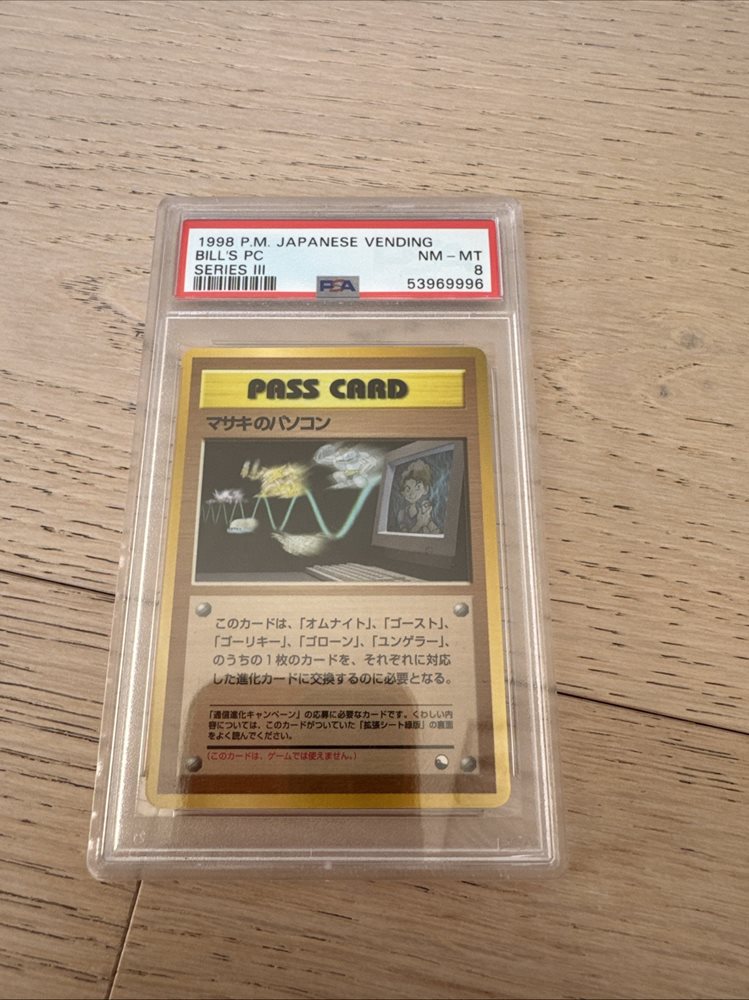 1998 P.M. JAPANESE VENDING
BILL'S PC NM - MT
SERIES III 8
PSA 53969996
PASS CARD
マサキのパソコン
このカードは、「オムナイト」、「ゴースト」、
「ゴーリキー」、「ゴローン」、「ユンゲラー」、
のうちの1枚のカードを、それぞれに対応
した進化カードに交換するのに必要となる。
「通信進化キャンペーン」の応募に必要なカードです。くわしい内
容については、このカードがついていた「拡張シート緑版」の裏面
をよく読んでください。
(このカードは、ゲームでは使えません。)